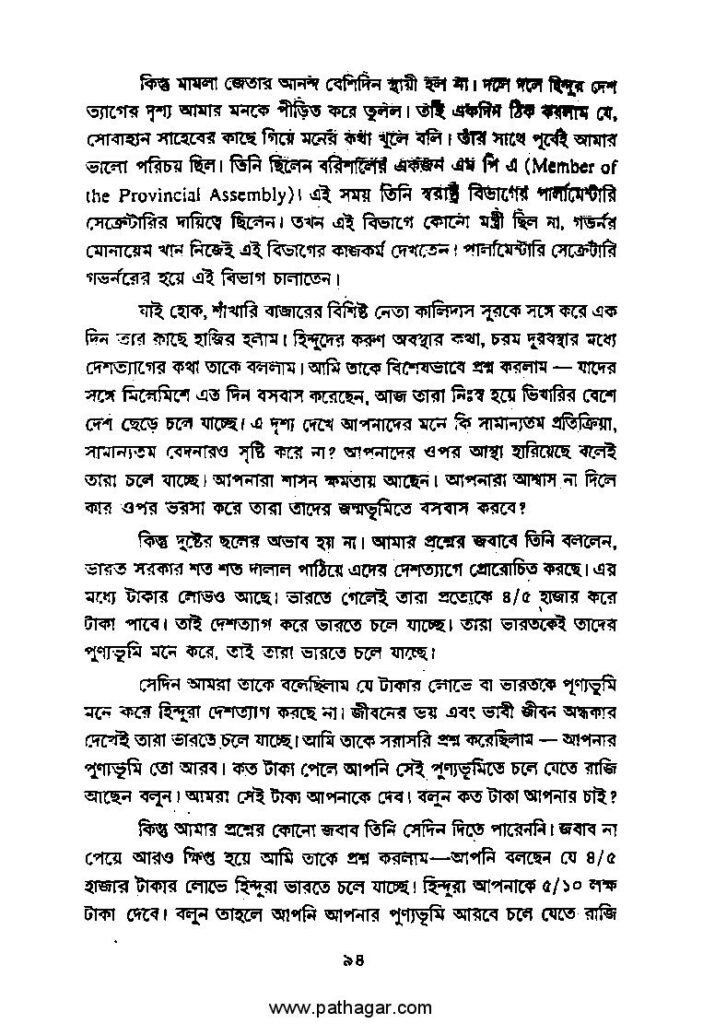 কিন্তু মামলা জেতার আনন্দ বেশিদিন স্থায়ী হল না। দলে দলে হিন্দুর দেশ
ত্যাগের দৃশ্য আমার মনকে পীড়িত করে তুলল। তাই একদিন ঠিক করলাম যে,
সোবাহান সাহেবের কাছে গিয়ে মনের কথা খুলে বলি। তাঁর সাথে পূর্বেই আমার
ভালো পরিচয় ছিল। তিনি ছিলেন বরিশালের একজন এম পি এ (Member of
the Provincial Assembly)। এই সময় তিনি স্বরাষ্ট্র বিভাগের পার্লামেন্টারি
সেক্রেটারির দায়িত্বে ছিলেন। তখন এই বিভাগে কোনো মন্ত্রী ছিল না, গভর্নর
মোনায়েম খান নিজেই এই বিভাগের কাজকর্ম দেখতেন। পার্লামেন্টারি সেক্রেটারি
গভর্নরের হয়ে এই বিভাগ চালাতেন।
যাই হোক, শাঁখারি বাজারের বিশিষ্ট নেতা কালিদাস সূরকে সঙ্গে করে এক
দিন তার কাছে হাজির হলাম। হিন্দুদের করুণ অবস্থার কথা, চরম দুরবস্থার মধ্যে
দেশত্যাগের কথা তাকে বললাম। আমি তাকে বিশেষভাবে প্রশ্ন করলাম — যাদের
সঙ্গে মিলেমিশে এত দিন বসবাস করেছেন, আজ তারা নিঃস্ব হয়ে ভিখারির বেশে
দেশ ছেড়ে চলে যাচ্ছে। এ দৃশ্য দেখে আপনাদের মনে কি সামান্যতম প্রতিক্রিয়া,
সামান্যতম বেদনারও সৃষ্টি করে না? আপনাদের ওপর আস্থা হারিয়েছে বলেই
তারা চলে যাচ্ছে। আপনারা শাসন ক্ষমতায় আছেন। আপনারা আশ্বাস না দিলে
কার ওপর ভরসা করে তারা তাদের জন্মভূমিতে বসবাস করবে?
কিন্তু দুষ্টের ছলের অভাব হয় না। আমার প্রশ্নের জবাবে তিনি বললেন,
ভারত সরকার শত শত দালাল পাঠিয়ে এদের দেশত্যাগে প্রোরোচিত করছে। এর
মধ্যে টাকার লোভও আছে। ভারতে গেলেই তারা প্রত্যেকে ৪/৫ হাজার করে
টাকা পাবে। তাই দেশত্যাগ করে ভারতে চলে যাচ্ছে। তারা ভারতকেই তাদের
পুণ্যভূমি মনে করে, তাই তারা ভারতে চলে যাচ্ছে।
সেদিন আমরা তাকে বলেছিলাম যে টাকার লোভে বা ভারতকে পূণ্যভূমি
মনে করে হিন্দুরা দেশত্যাগ করছে না। জীবনের ভয় এবং ভাবী জীবন অন্ধকার
দেখেই তারা ভারতে চলে যাচ্ছে। আমি তাকে সরাসরি প্রশ্ন করেছিলাম — আপনার
পুণ্যভূমি তো আরব। কত টাকা পেলে আপনি সেই পুণ্যভূমিতে চলে যেতে রাজি
আছেন বলুন। আমরা সেই টাকা আপনাকে দেব। বলুন কত টাকা আপনার চাই?
কিন্তু আমার প্রশ্নের কোনো জবাব তিনি সেদিন দিতে পারেননি। জবাব না
পেয়ে আরও ক্ষিপ্ত হয়ে আমি তাকে প্রশ্ন করলাম—আপনি বলছেন যে ৪/৫
হাজার টাকার লোভে হিন্দুরা ভারতে চলে যাচ্ছে! হিন্দুরা আপনাকে ৫/১০ লক্ষ
টাকা দেবে। বলুন তাহলে আপনি আপনার পুণ্যভূমি আরবে চলে যেতে রাজি
৯৪
www.pathagar.com